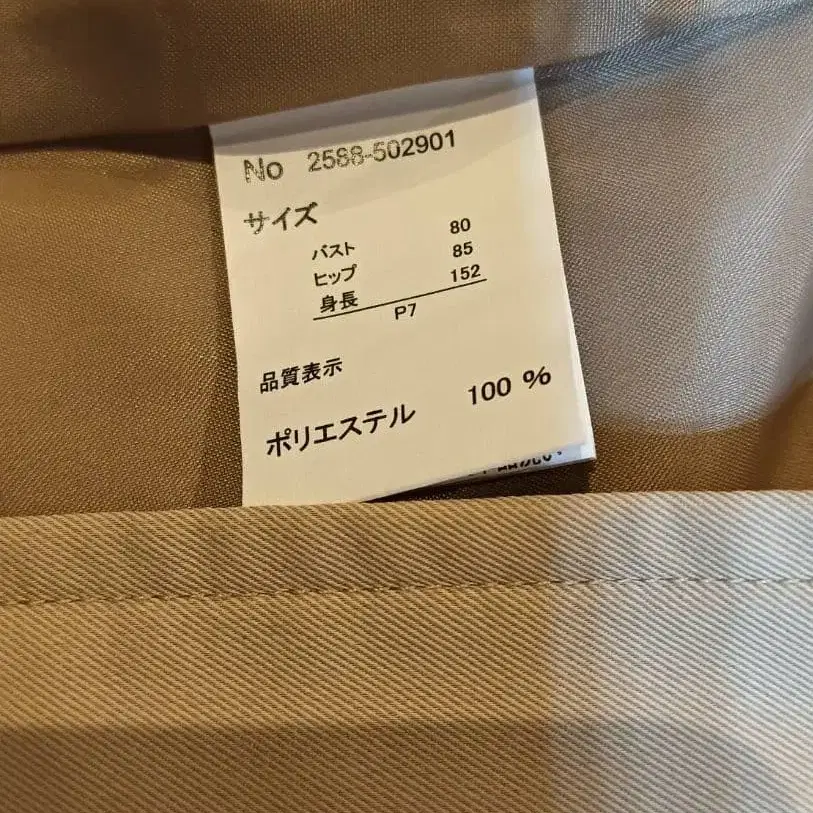 No 2588-502901
サイズ
バスト 80
ヒップ 85
身長 152
P7
品質表示
ポリエステル 100 %